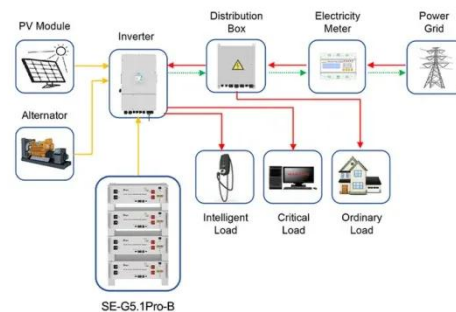 PV Module
Inverter
Distribution
Box
Electricity
Meter
Power
Grid
Alternator
Intelligent
Load
Critical
Load
Ordinary
Load
SE-G5.1Pro-B